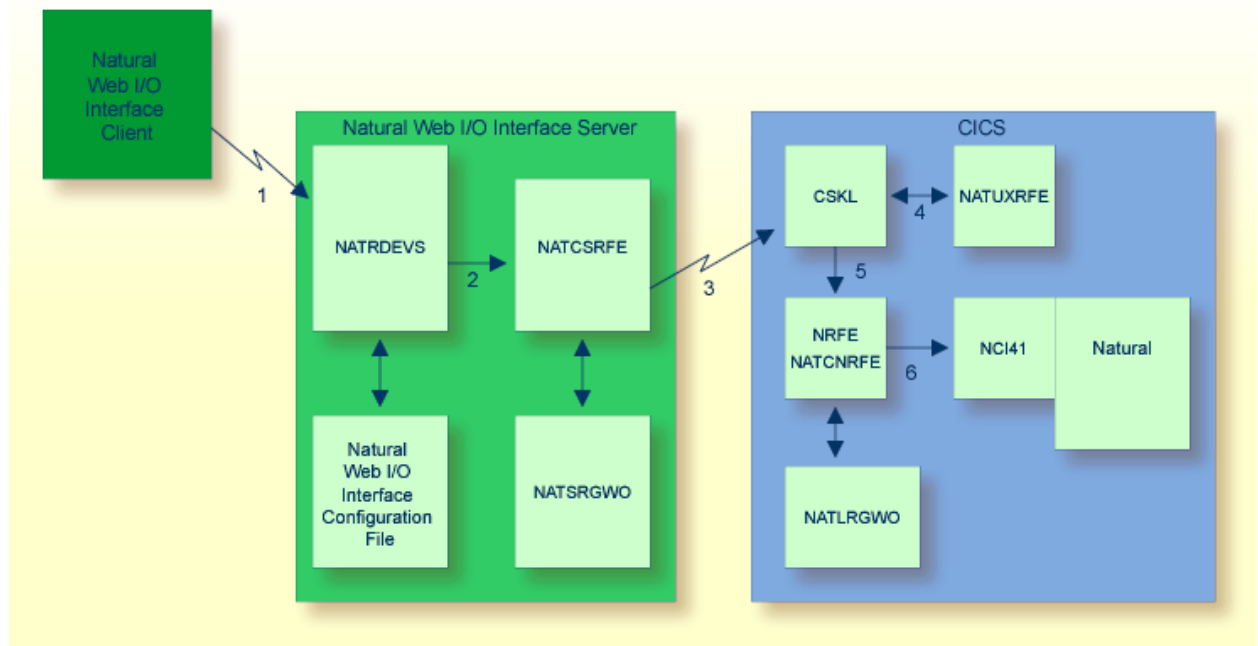 Natural
Web I/O
Interface
Client
1
Natural Web I/O Interface Server
NATRDEVS
2
NATCSRFE
Natural
Web I/O
Interface
Configuration
File
NATSRGWO
3
CICS
CSKL
4
NATUXRFE
5
NRFE
NATCNRFE
6
NCI41
Natural
NATLRGWO